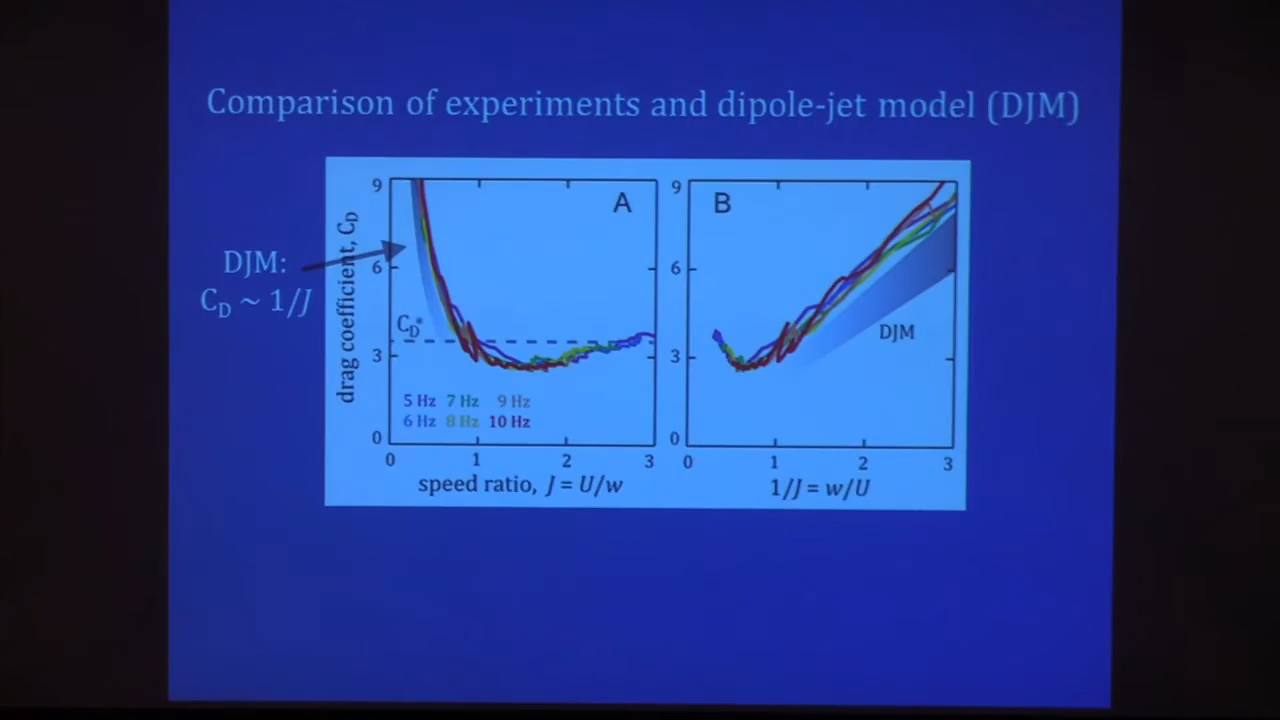 Comparison of experiments and dipole-jet model (DJM)
DJM:
C_D ~ 1/J
drag coefficient, C_D
9
6
3
0
A
C_D*
5 Hz 7 Hz 9 Hz
6 Hz 8 Hz 10 Hz
0 1 2 3
speed ratio, J = U/w
9
6
3
0
B
DJM
0 1 2 3
1/J = w/U